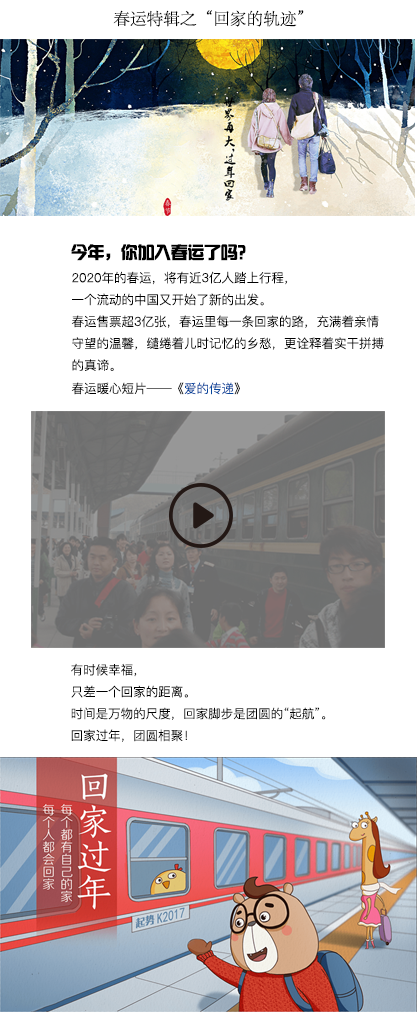 春运特辑之“回家的轨迹”
世界再大，过年回家
今年，你加入春运了吗？
2020年的春运，将有近3亿人踏上行程，
一个流动的中国又开始了新的出发。
春运售票超3亿张，春运里每一条回家的路，充满着亲情
守望的温馨，缱绻着儿时记忆的乡愁，更诠释着实干拼搏
的真谛。
春运暖心短片——《爱的传递》
有时候幸福，
只差一个回家的距离。
时间是万物的尺度，回家脚步是团圆的“起航”。
回家过年，团圆相聚！
回家过年
每个都有自己的家
每个人都会回家
起势 K2017